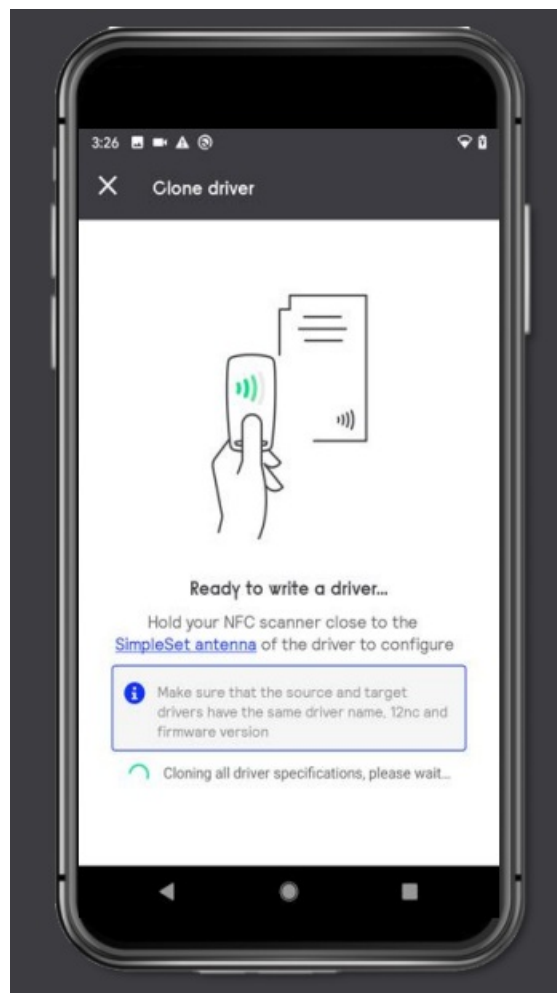 3:26
Clone driver
Ready to write a driver...
Hold your NFC scanner close to the
SimpleSet antenna of the driver to configure
Make sure that the source and target
drivers have the same driver name, 12nc and
firmware version
Cloning all driver specifications, please wait...